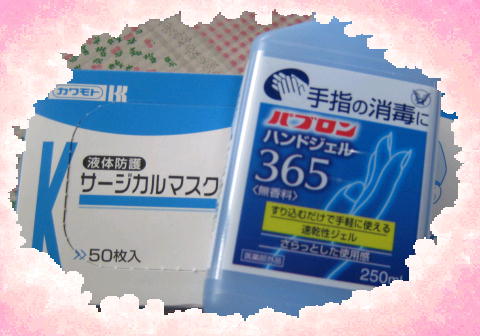 カワモト
液体防護
サージカルマスク
50枚入
手指の消毒に
パブロン
ハンドジェル
365
〈無香料〉
すり込むだけで手軽に使える
速乾性ジェル
さらっとした使用感
医薬部外品
250mL